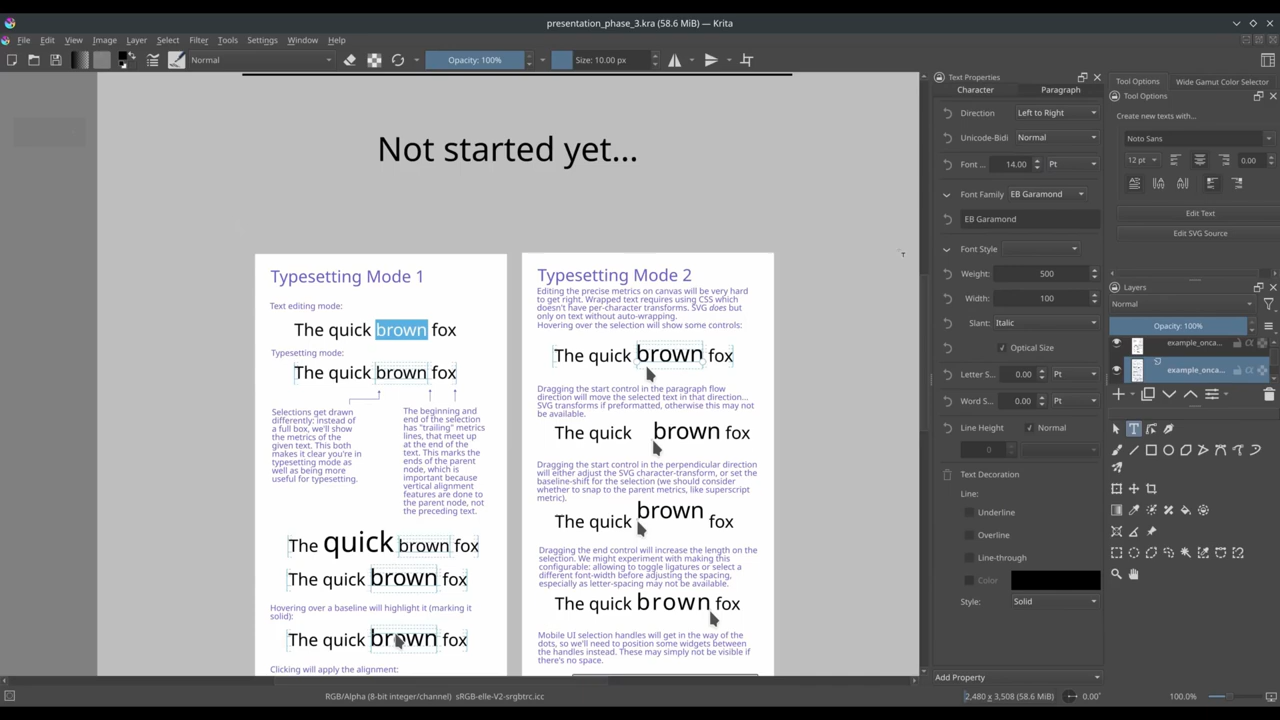 presentation_phase_3.kra (58.6 MiB) — Krita
File Edit View Image Layer Select Filter Tools Settings Window Help
Normal Opacity: 100% Size: 10.00 px
Not started yet...
Typesetting Mode 1
Text editing mode:
The quick brown fox
Typesetting mode:
The quick brown fox
Selections get drawn
differently: instead of
a full box, we'll show
the metrics of the
given text. This both
makes it clear you're in
typesetting mode as
well as being more
useful for typesetting.
The beginning and
end of the selection
has "trailing" metrics
lines, that meet up
at the end of the
text. This marks the
ends of the parent
node, which is
important because
vertical alignment
features are done to
the parent node, not
the preceding text.
The quick brown fox
The quick brown fox
Hovering over a baseline will highlight it (marking it
solid):
The quick brown fox
Clicking will apply the alignment:
Typesetting Mode 2
Editing the precise metrics on canvas will be very hard
to get right. Wrapped text requires using CSS which
doesn't have per-character transforms. SVG does but
only on text without auto-wrapping.
Hovering over the selection will show some controls:
The quick brown fox
Dragging the start control in the paragraph flow
direction will move the selected text in that direction...
SVG transforms if preformatted, otherwise this may not
be available.
The quick brown fox
Dragging the start control in the perpendicular direction
will either adjust the SVG character-transform, or set the
baseline-shift for the selection (we should consider
whether to snap to the parent metrics, like superscript
metric).
The quick brown fox
Dragging the end control will increase the length on the
selection. We might experiment with making this
configurable: allowing to toggle ligatures or select a
different font-width before adjusting the spacing,
especially as letter-spacing may not be available.
The quick brown fox
Mobile UI selection handles will get in the way of the
dots, so we'll need to position some widgets between
the handles instead. These may simply not be visible if
there's no space.
Text Properties
Character Paragraph
Direction Left to Right
Unicode-Bidi Normal
Font ... 14.00 Pt
Font Family EB Garamond
EB Garamond
Font Style
Weight: 500
Width: 100
Slant: Italic
Optical Size
Letter S... 0.00 Pt
Word S... 0.00 Pt
Line Height Normal
0
Text Decoration
Line:
Underline
Overline
Line-through
Color
Style: Solid
Add Property
Tool Options Wide Gamut Color Selector
Tool Options
Create new texts with...
Noto Sans
12 pt 0.00
Edit Text
Edit SVG Source
Layers
Normal
Opacity: 100%
example_onca...
example_onca...
RGB/Alpha (8-bit integer/channel) sRGB-elle-V2-srgbtrc.icc
2,480 x 3,508 (58.6 MiB) 0.00° 100.0%